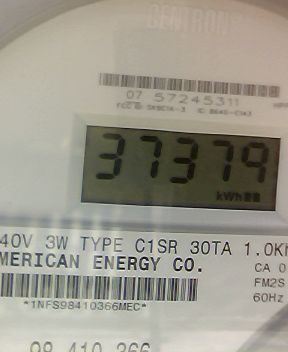 CENTRON
07 57245311
37379
kWh
40V 3W TYPE C1SR 30TA 1.0K
MERICAN ENERGY CO.
CA 0
FM2S
60Hz
*1NFS98410366MEC*
98 410 366